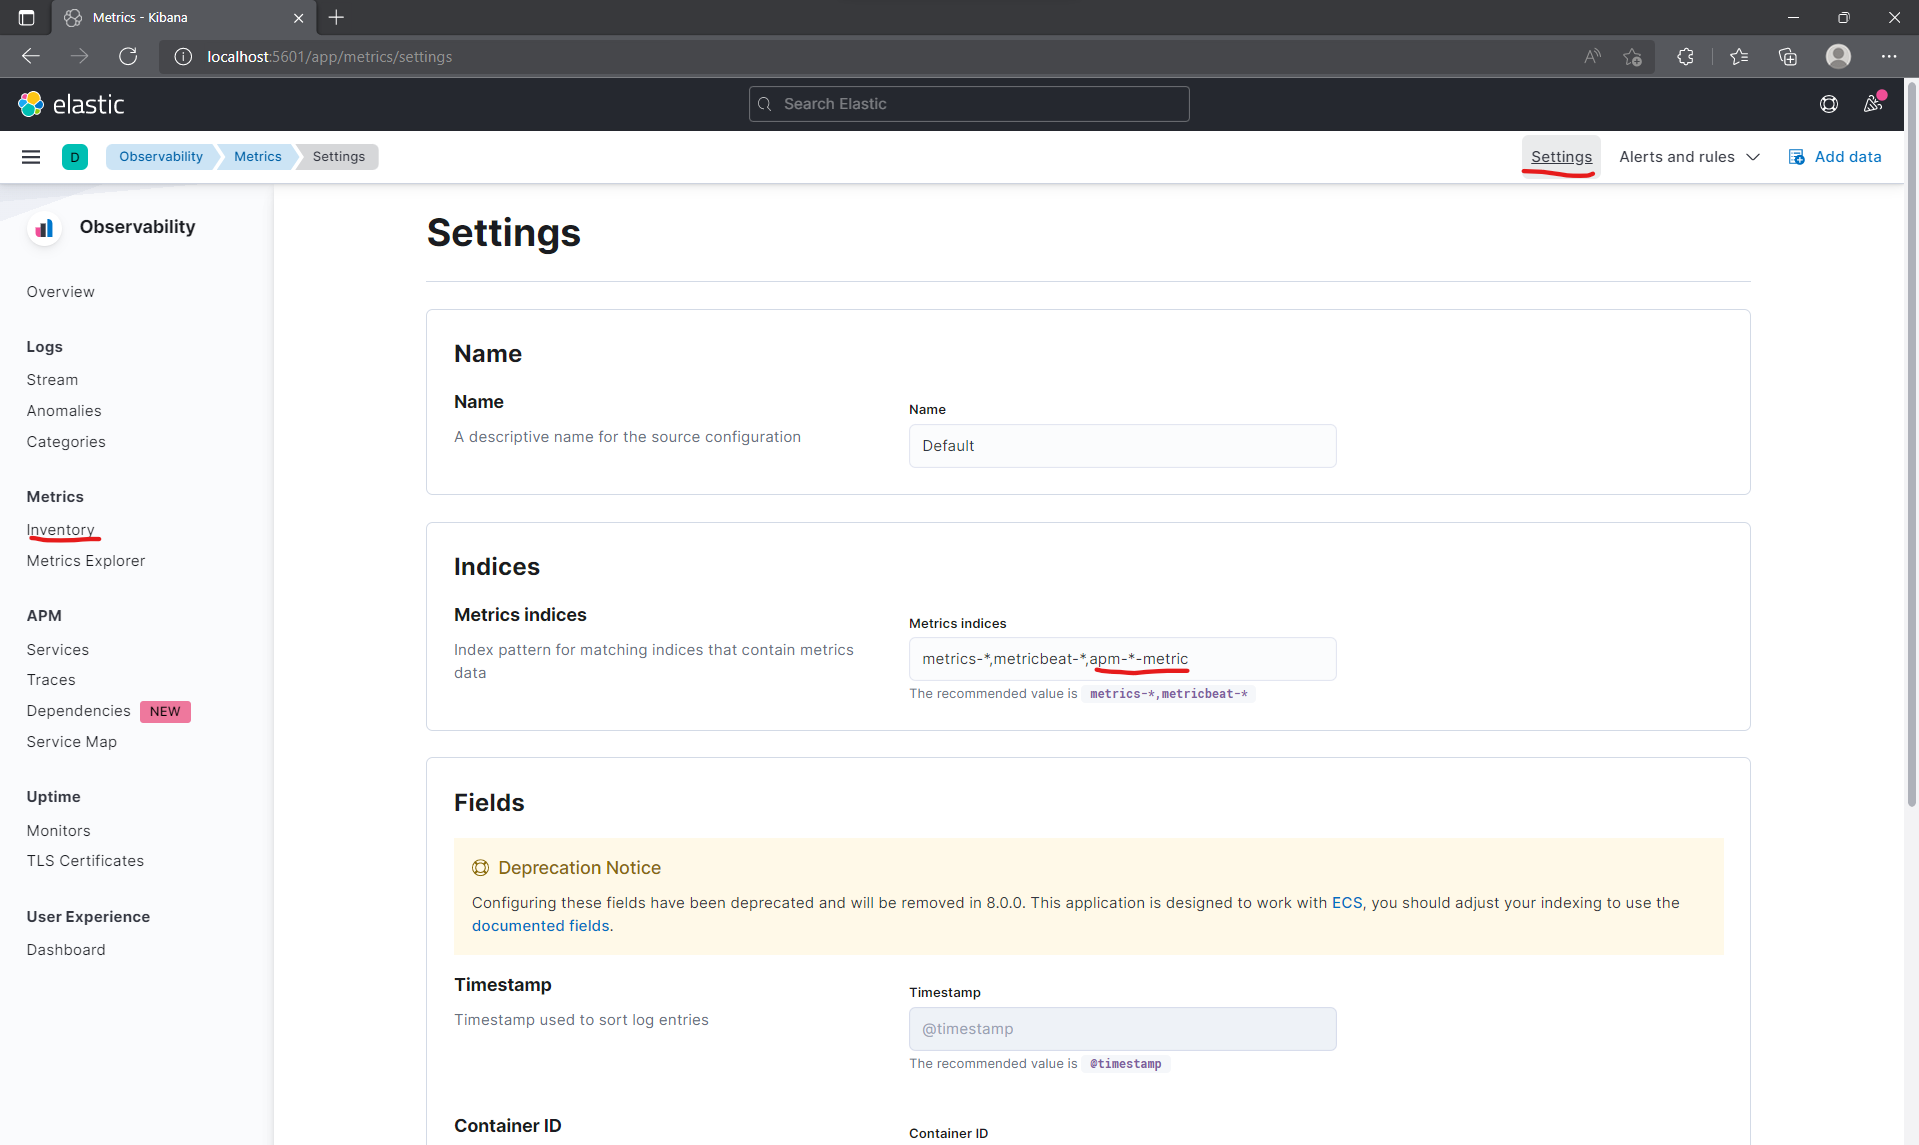 Metrics - Kibana
localhost:5601/app/metrics/settings
elastic
Search Elastic
D
Observability
Metrics
Settings
Settings
Alerts and rules
Add data
Observability
Overview
Logs
Stream
Anomalies
Categories
Metrics
Inventory
Metrics Explorer
APM
Services
Traces
Dependencies NEW
Service Map
Uptime
Monitors
TLS Certificates
User Experience
Dashboard
Settings
Name
Name
A descriptive name for the source configuration
Name
Default
Indices
Metrics indices
Index pattern for matching indices that contain metrics
data
Metrics indices
metrics-*,metricbeat-*,apm-*-metric
The recommended value is metrics-*,metricbeat-*
Fields
Deprecation Notice
Configuring these fields have been deprecated and will be removed in 8.0.0. This application is designed to work with ECS, you should adjust your indexing to use the
documented fields.
Timestamp
Timestamp used to sort log entries
Timestamp
@timestamp
The recommended value is @timestamp
Container ID
Container ID